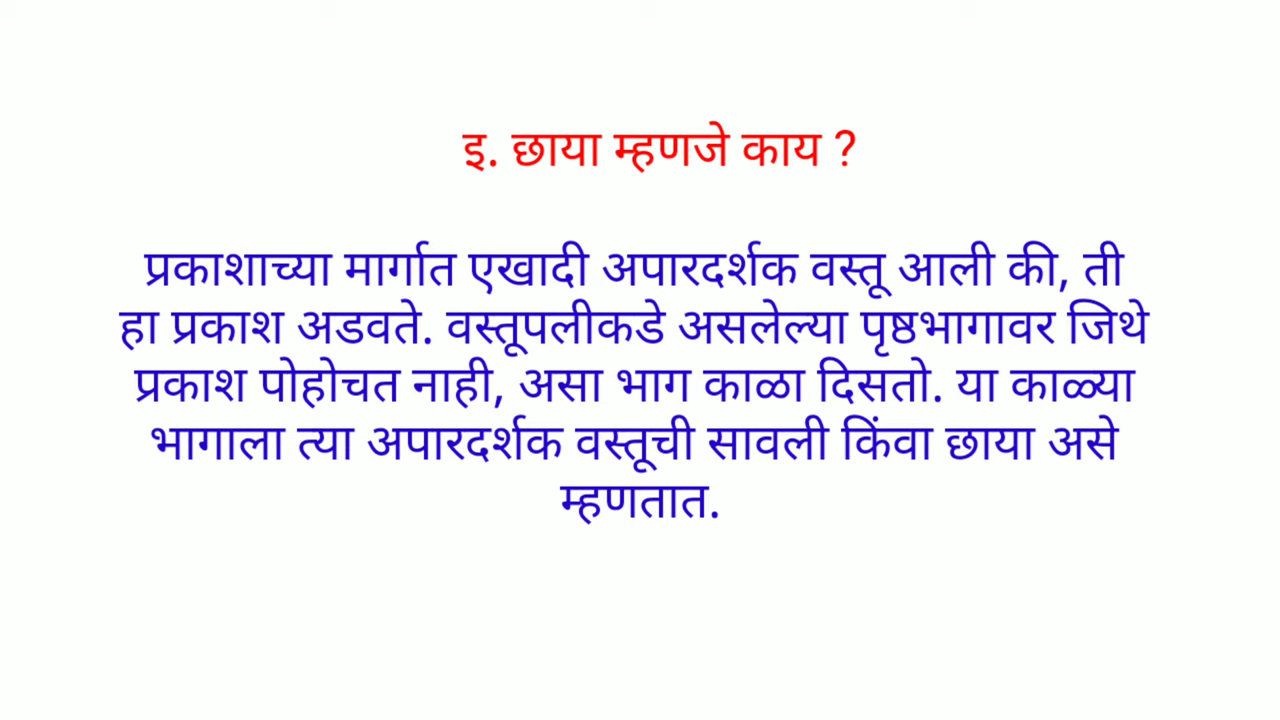 इ. छाया म्हणजे काय ?
प्रकाशाच्या मार्गात एखादी अपारदर्शक वस्तू आली की, ती
हा प्रकाश अडवते. वस्तूपलीकडे असलेल्या पृष्ठभागावर जिथे
प्रकाश पोहोचत नाही, असा भाग काळा दिसतो. या काळ्या
भागाला त्या अपारदर्शक वस्तूची सावली किंवा छाया असे
म्हणतात.